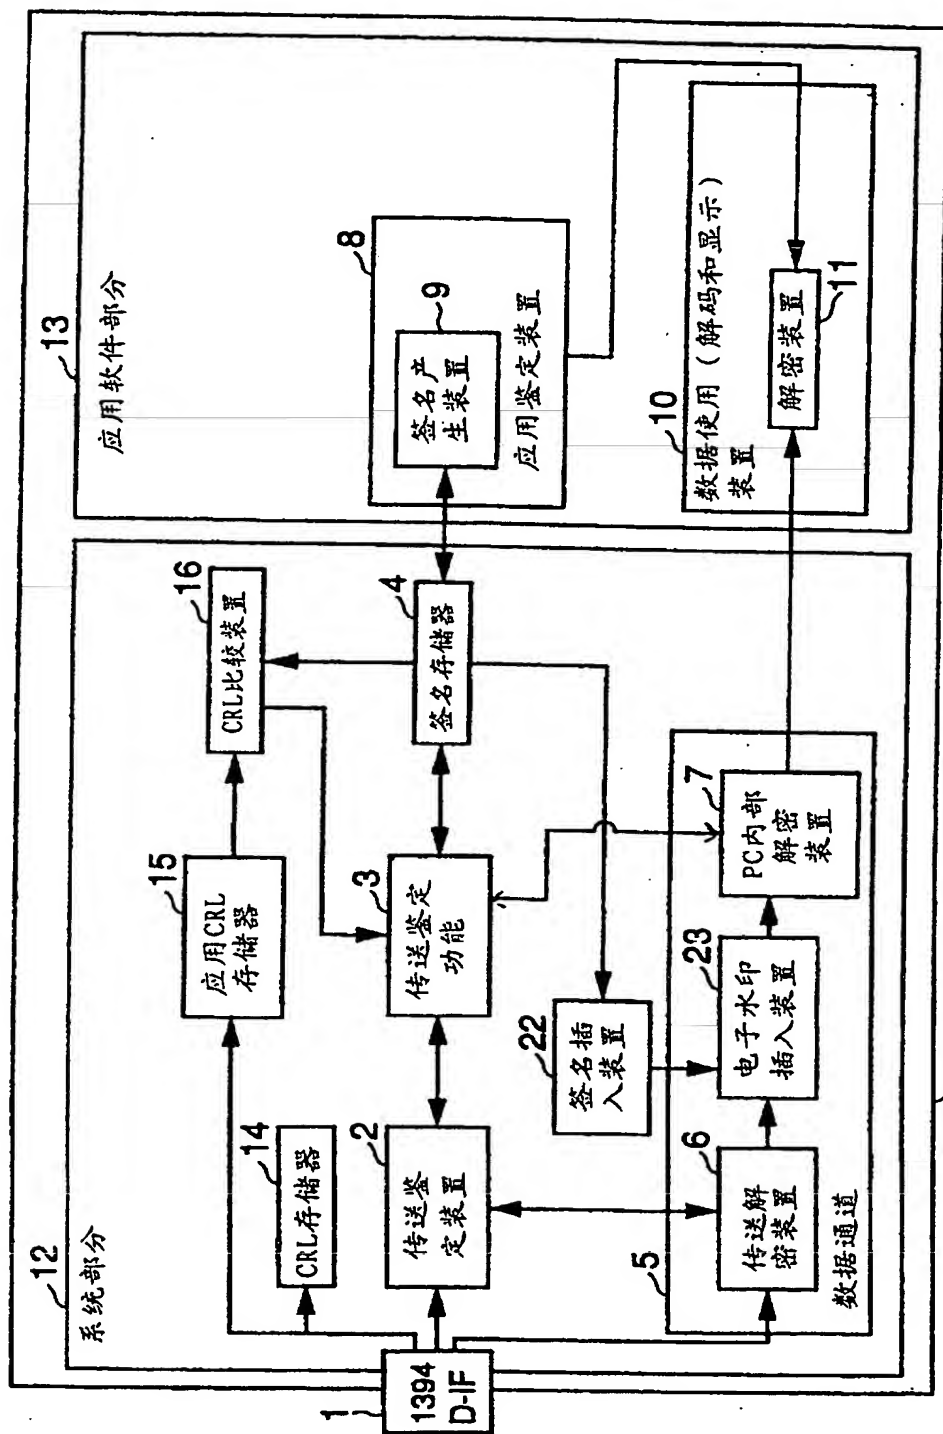 12
系统部分
13
应用软件部分
1
1394
D-IF
14
CRL存储器
15
应用CRL
存储器
16
CRL比较装置
2
传送鉴
定装置
3
传送鉴定
功能
4
签名存储器
8
9
签名产
生装置
应用鉴定装置
22
签名插
入装置
5
6
传送解
密装置
23
电子水印
插入装置
7
PC内部
解密
装置
数据通道
10
数据使用（解码和显示）
装置
解密装置
11